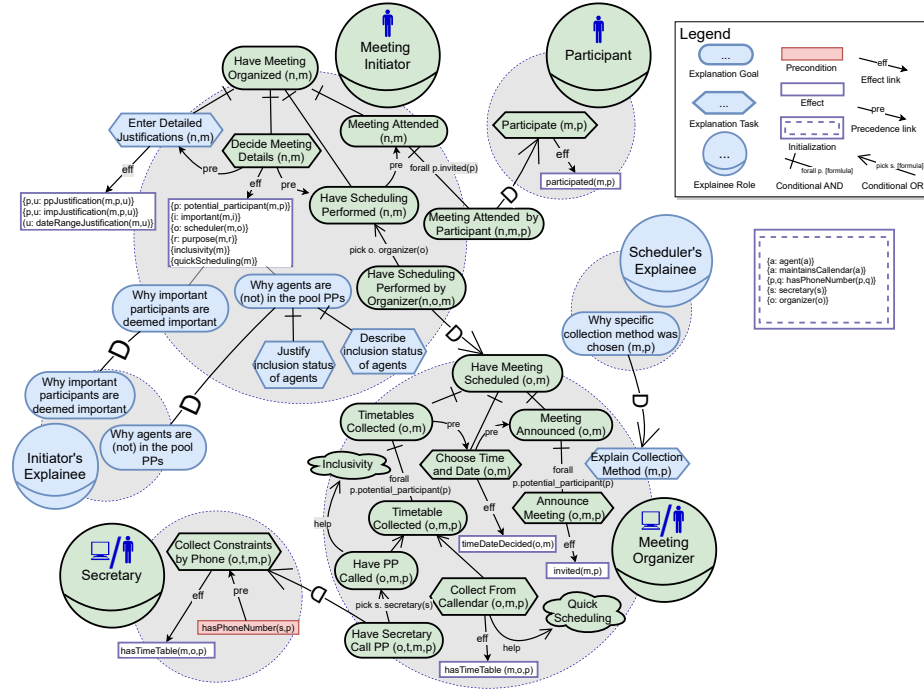 Have Meeting
Organized (n,m)
Meeting
Initiator
Participant
Enter Detailed
Justifications (n,m)
Decide Meeting
Details (n,m)
Meeting Attended
(n,m)
Participate (m,p)
eff
pre
eff
pre
pre
forall p.invited(p)
eff
participated(m,p)
{p,u: ppJustification(m,p,u)
{p,u: impJustification(m,p,u)
(u: dateRangeJustification(m,u)}
{p: potential_participant(m,p)}
{i: important(m,i)
{o: scheduler(m,o)
{r: purpose(m,r)
{inclusivity(m)}
{quickScheduling(m)}
Have Scheduling
Performed (n,m)
Meeting Attended by
Participant (n,m,p)
D
pick o. organizer(o)
Have Scheduling
Performed by
Organizer(n,o,m)
Why important
participants are
deemed important
Why agents are
(not) in the pool PPs
Justify
inclusion status
of agents
Describe
inclusion status
of agents
D
D
D
Why important
participants are
deemed important
Why agents are
(not) in the pool
PPs
Initiator's
Explainee
Legend
...
Explanation Goal
...
Explanation Task
...
Explainee Role
Precondition
Effect
Initialization
forall p. [formula]
Conditional AND
eff
Effect link
pre
Precedence link
pick s. [formula]
Conditional OR
Scheduler's
Explainee
Why specific
collection method was
chosen (m,p)
D
{a: agent(a)}
{a: maintainsCallendar(a)}
{p,q: hasPhoneNumber(p,q)}
{s: secretary(s)}
{o: organizer(o)}
Have Meeting
Scheduled (o,m)
Timetables
Collected (o,m)
pre
pre
Meeting
Announced (o,m)
Inclusivity
Choose Time
and Date (o,m)
Explain Collection
Method (m,p)
forall
p.potential_participant(p)
forall
p.potential_participant(p)
Timetable
Collected (o,m,p)
eff
Announce
Meeting (o,m,p)
help
timeDateDecided(o,m)
eff
invited(m,p)
Meeting
Organizer
Have PP
Called (o,m,p)
Collect From
Callendar (o,m,p)
Quick
Scheduling
pick s. secretary(s)
Have Secretary
Call PP (o,t,m,p)
eff
help
hasTimeTable (m,o,p)
D
Secretary
Collect Constraints
by Phone (o,t,m,p)
eff
pre
hasPhoneNumber(s,p)
hasTimeTable(m,o,p)